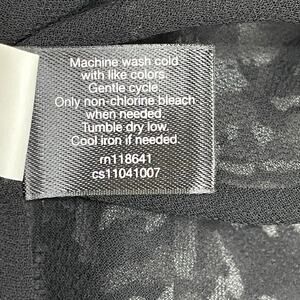 Machine wash cold
with like colors.
Gentle cycle.
Only non-chlorine bleach
when needed.
Tumble dry low.
Cool iron if needed.
rn118641
cs11041007